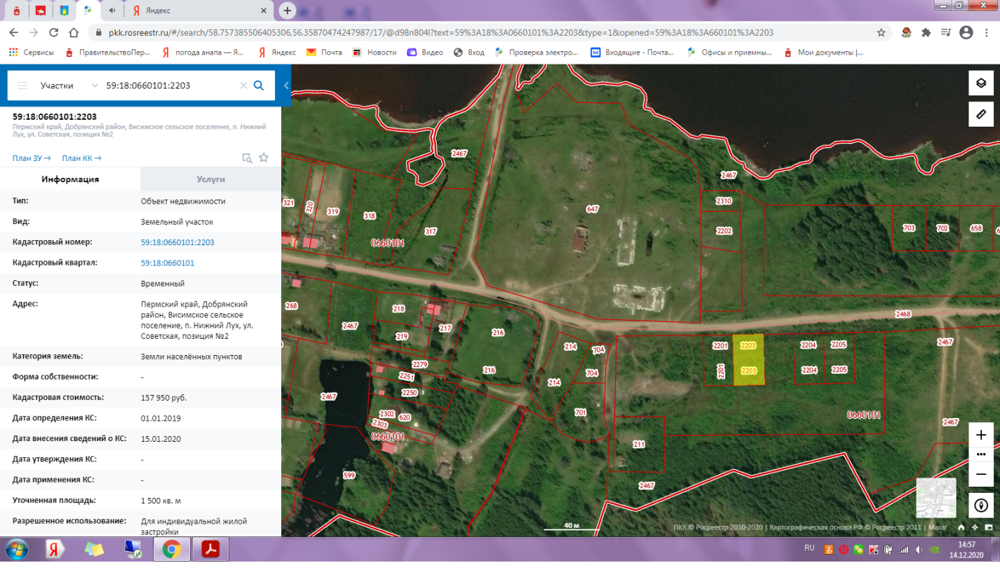 Яндекс
pkk.rosreestr.ru/#/search/58.757385506405306,56.35870474247987/17/@d98n804l?text=59%3A18%3A0660101%3A2203&type=1&opened=59%3A18%3A660101%3A2203
Сервисы ПравительствоПер... погода анапа — Я... Яндекс Почта Новости Видео Вход Проверка электро... Входящие - Почта... Офисы и приемны... Мои документы |...
Участки 59:18:0660101:2203
59:18:0660101:2203
Пермский край, Добрянский район, Висимское сельское поселение, п. Нижний
Лух, ул. Советская, позиция №2
План ЗУ → План КК →
Информация Услуги
Тип: Объект недвижимости
Вид: Земельный участок
Кадастровый номер: 59:18:0660101:2203
Кадастровый квартал: 59:18:0660101
Статус: Временный
Адрес: Пермский край, Добрянский
район, Висимское сельское
поселение, п. Нижний Лух, ул.
Советская, позиция №2
Категория земель: Земли населённых пунктов
Форма собственности: -
Кадастровая стоимость: 157 950 руб.
Дата определения КС: 01.01.2019
Дата внесения сведений о КС: 15.01.2020
Дата утверждения КС: -
Дата применения КС: -
Уточненная площадь: 1 500 кв. м
Разрешенное использование: Для индивидуальной жилой
застройки
2467
2467
321 320 319 318 317
0660101
647
2310
2202
703 702 658
268
218
2467 219 217 216
2468
2467
214 704
2201 2203 2204 2205
2279 216
2251 704
2201 2203 2204 2205
214
2250
2467
2302 620 701
2303
0660101
0660101
2467
211
599
2467
40 м
ПКК © Росреестр 2010-2020 | Картографическая основа РФ © Росреестр 2011 | Maxar
RU
14:57
14.12.2020